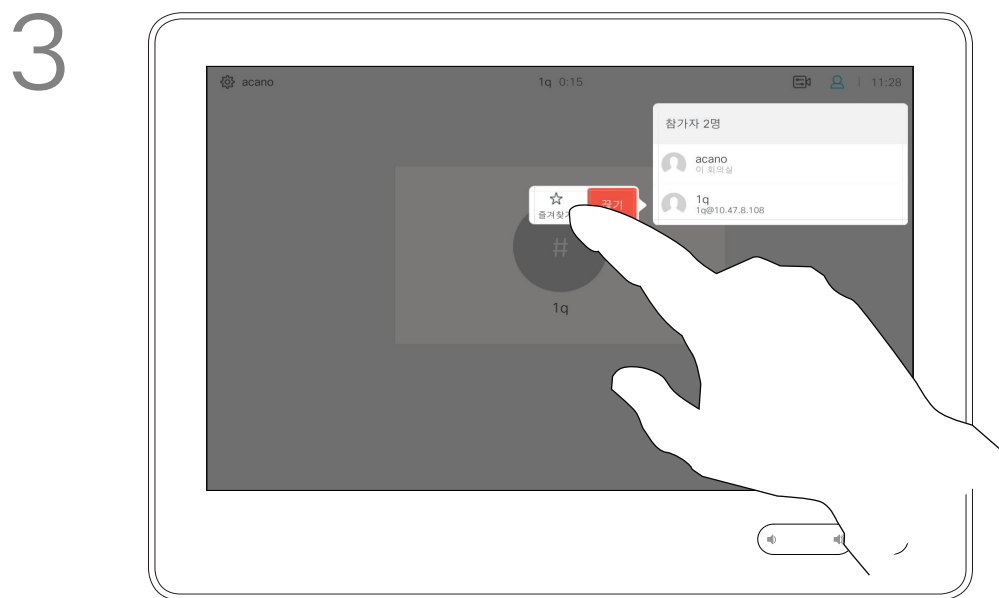 3
acano
1q 0:15
11:28
참가자 2명
acano
이 회의실
1q
1q@10.47.8.108
끊기
#
1q